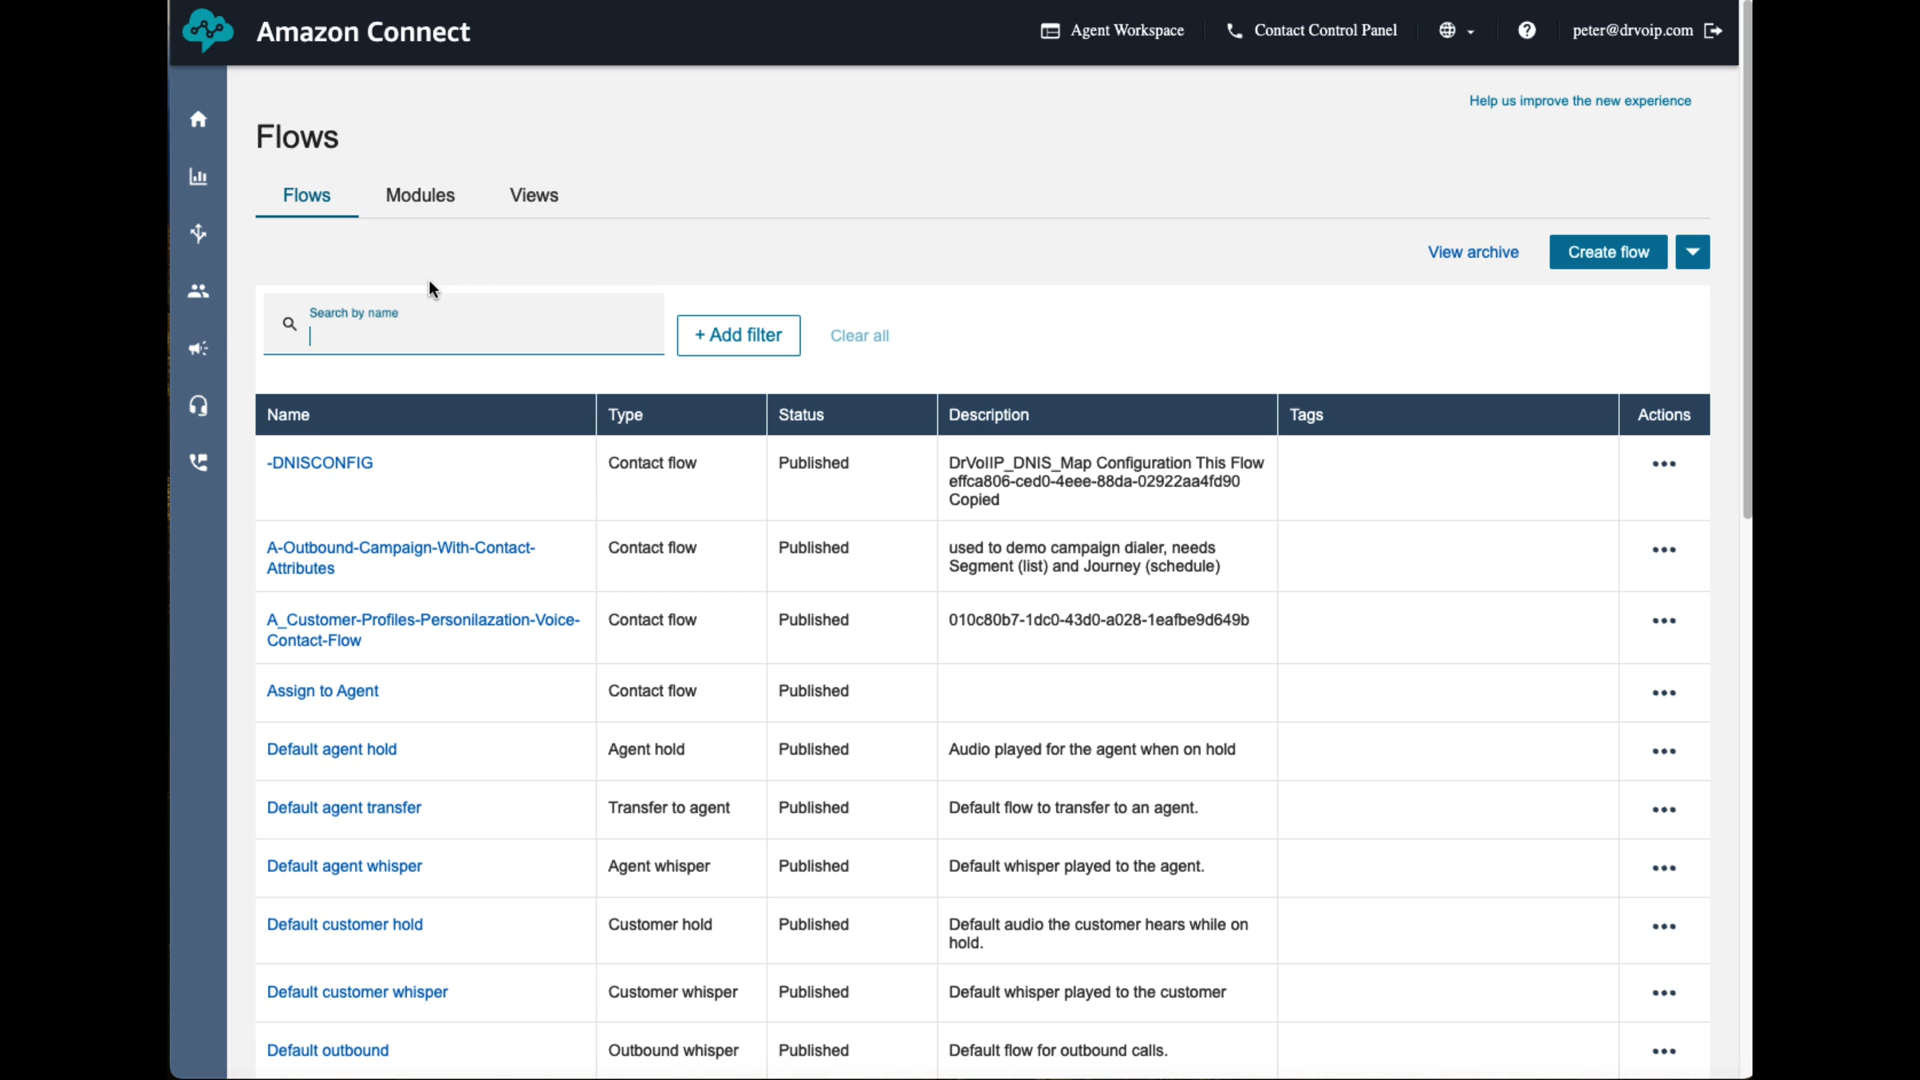 Amazon Connect
Agent Workspace
Contact Control Panel
peter@drvoip.com
Help us improve the new experience
Flows
Flows Modules Views
View archive
Create flow
Search by name
+ Add filter
Clear all
Name Type Status Description Tags Actions
-DNISCONFIG Contact flow Published DrVoIIP_DNIS_Map Configuration This Flow
effca806-ced0-4eee-88da-02922aa4fd90
Copied
A-Outbound-Campaign-With-Contact- Contact flow Published used to demo campaign dialer, needs
Attributes Segment (list) and Journey (schedule)
A_Customer-Profiles-Personilazation-Voice- Contact flow Published 010c80b7-1dc0-43d0-a028-1eafbe9d649b
Contact-Flow
Assign to Agent Contact flow Published
Default agent hold Agent hold Published Audio played for the agent when on hold
Default agent transfer Transfer to agent Published Default flow to transfer to an agent.
Default agent whisper Agent whisper Published Default whisper played to the agent.
Default customer hold Customer hold Published Default audio the customer hears while on
hold.
Default customer whisper Customer whisper Published Default whisper played to the customer
Default outbound Outbound whisper Published Default flow for outbound calls.